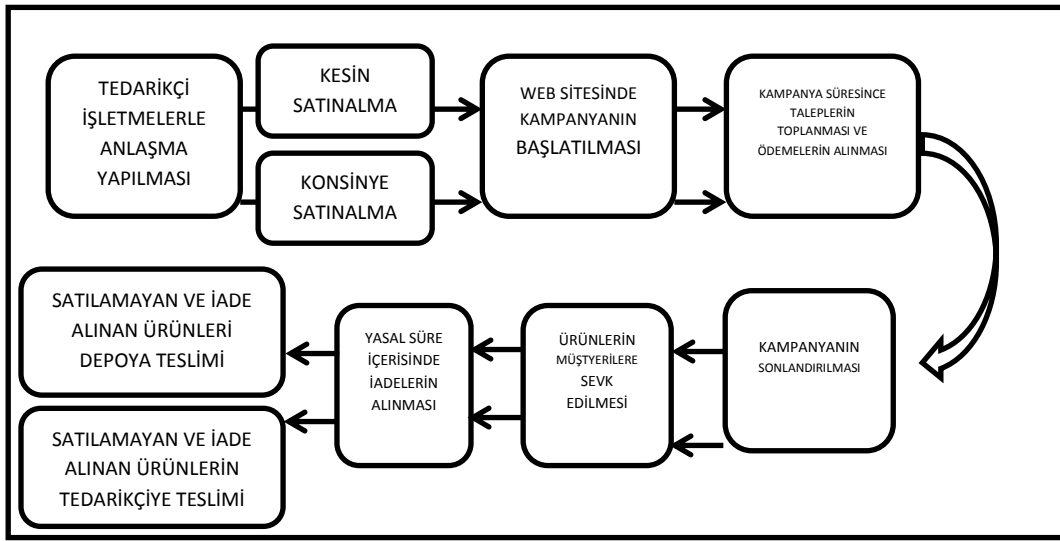 TEDARİKÇİ
İŞLETMELERLE
ANLAŞMA
YAPILMASI
KESİN
SATINALMA
KONSİNYE
SATINALMA
WEB SİTESİNDE
KAMPANYANIN
BAŞLATILMASI
KAMPANYA SÜRESİNCE
TALEPLERİN
TOPLANMASI VE
ÖDEMELERİN ALINMASI
KAMPANYANIN
SONLANDIRILMASI
ÜRÜNLERİN
MÜŞTYERİLERE
SEVK
EDİLMESİ
YASAL SÜRE
İÇERİSİNDE
İADELERİN
ALINMASI
SATILAMAYAN VE İADE
ALINAN ÜRÜNLERİ
DEPOYA TESLİMİ
SATILAMAYAN VE İADE
ALINAN ÜRÜNLERİN
TEDARİKÇİYE TESLİMİ